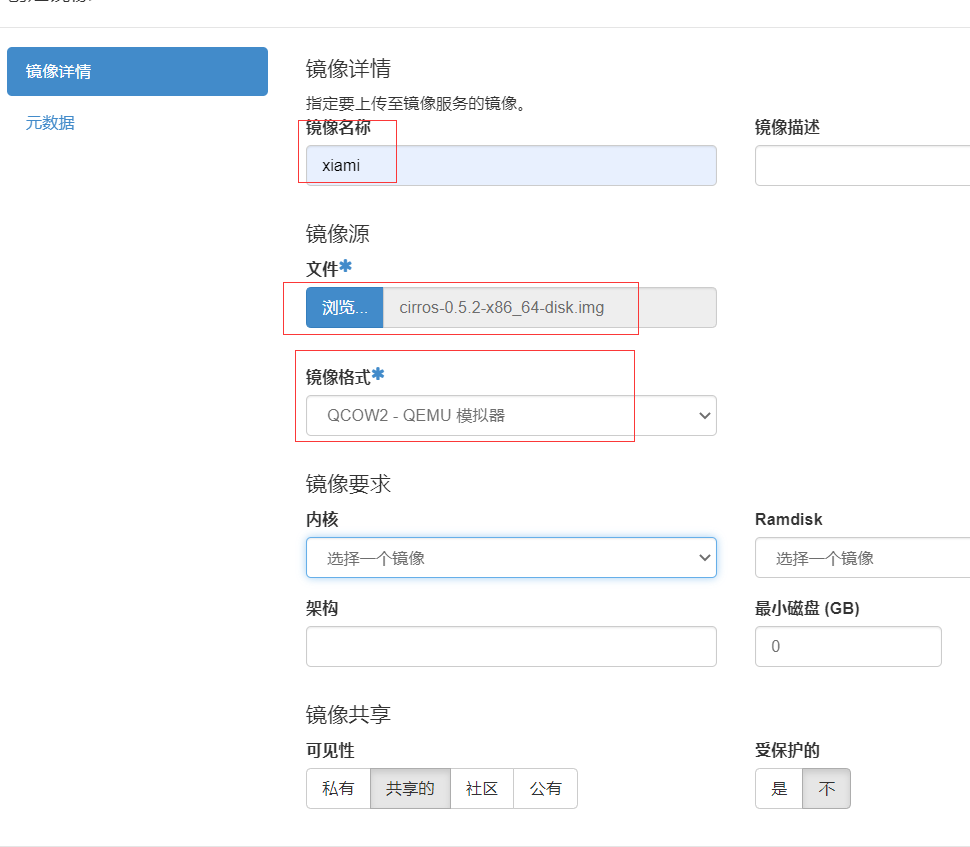 镜像详情
元数据
镜像详情
指定要上传至镜像服务的镜像。
镜像名称
镜像描述
xiami
镜像源
文件*
浏览... cirros-0.5.2-x86_64-disk.img
镜像格式*
QCOW2 - QEMU 模拟器
镜像要求
内核
Ramdisk
选择一个镜像
选择一个镜像
架构
最小磁盘 (GB)
0
镜像共享
可见性
受保护的
私有 共享的 社区 公有
是 不